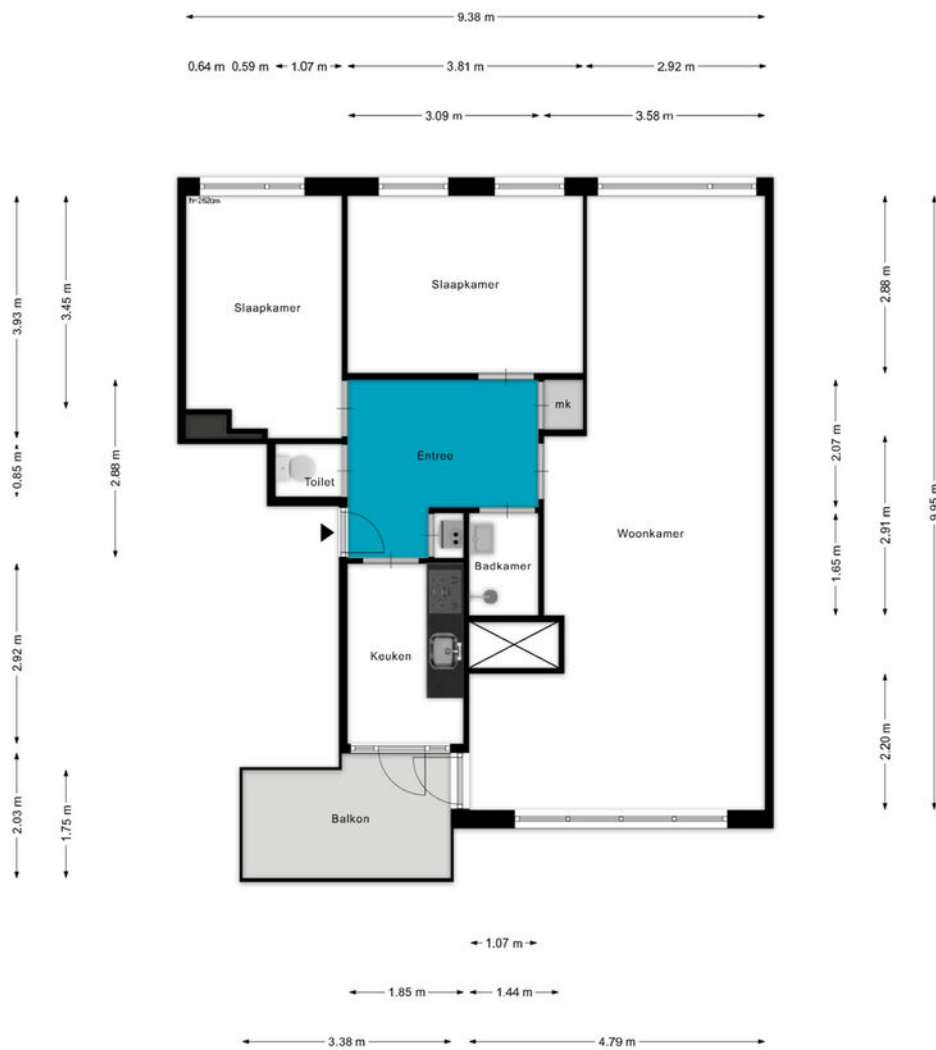 9.38 m
0.64 m 0.59 m 1.07 m 3.81 m 2.92 m
3.09 m 3.58 m
h=262cm
Slaapkamer
Slaapkamer
3.93 m
3.45 m
2.88 m
mk
Entree
0.85 m
2.88 m
Toilet
2.07 m
2.91 m
9.95 m
Woonkamer
Badkamer
1.65 m
Keuken
2.92 m
2.20 m
Balkon
2.03 m
1.75 m
1.07 m
1.85 m 1.44 m
3.38 m 4.79 m